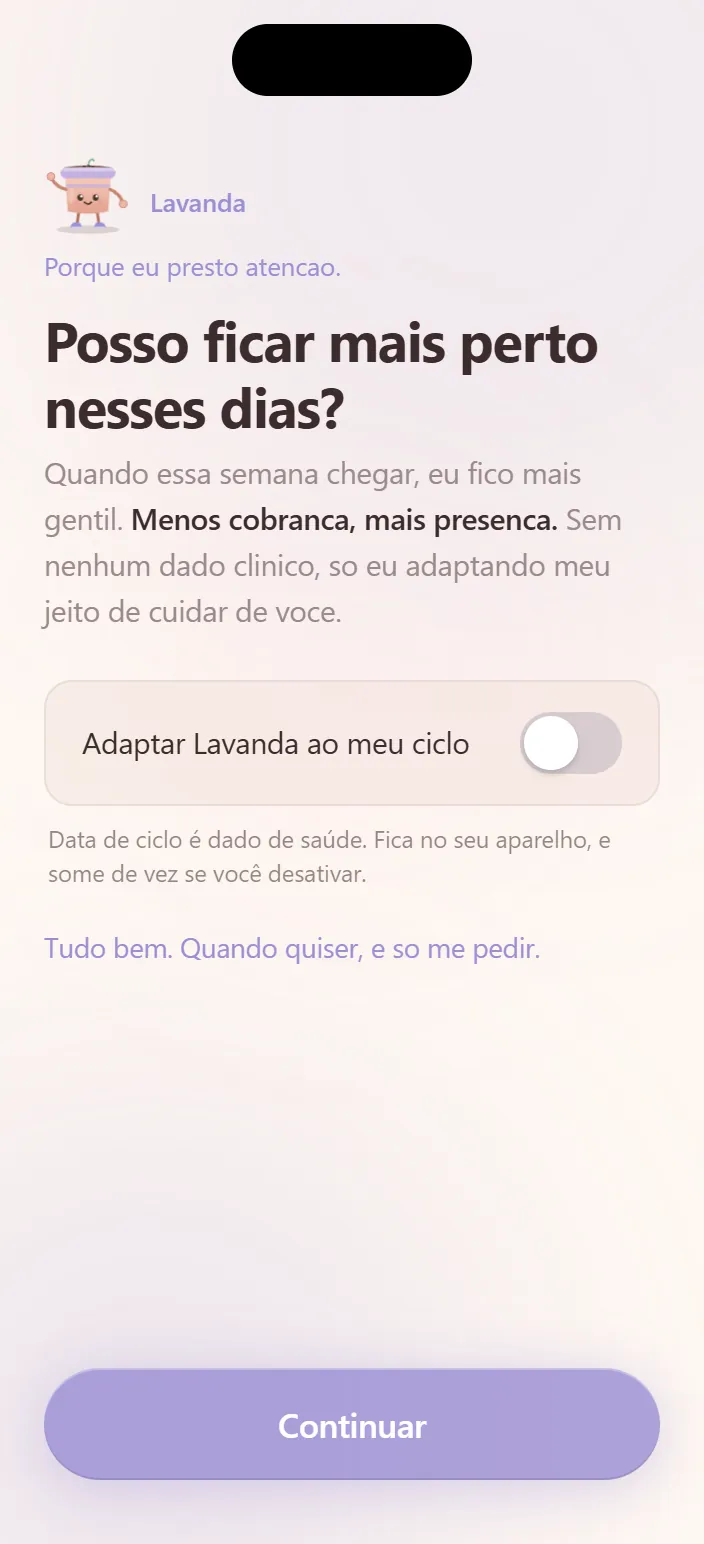 Lavanda
Porque eu presto atencao.
Posso ficar mais perto
nesses dias?
Quando essa semana chegar, eu fico mais
gentil. Menos cobranca, mais presenca. Sem
nenhum dado clinico, so eu adaptando meu
jeito de cuidar de voce.
Adaptar Lavanda ao meu ciclo
Data de ciclo é dado de saúde. Fica no seu aparelho, e
some de vez se você desativar.
Tudo bem. Quando quiser, e so me pedir.
Continuar